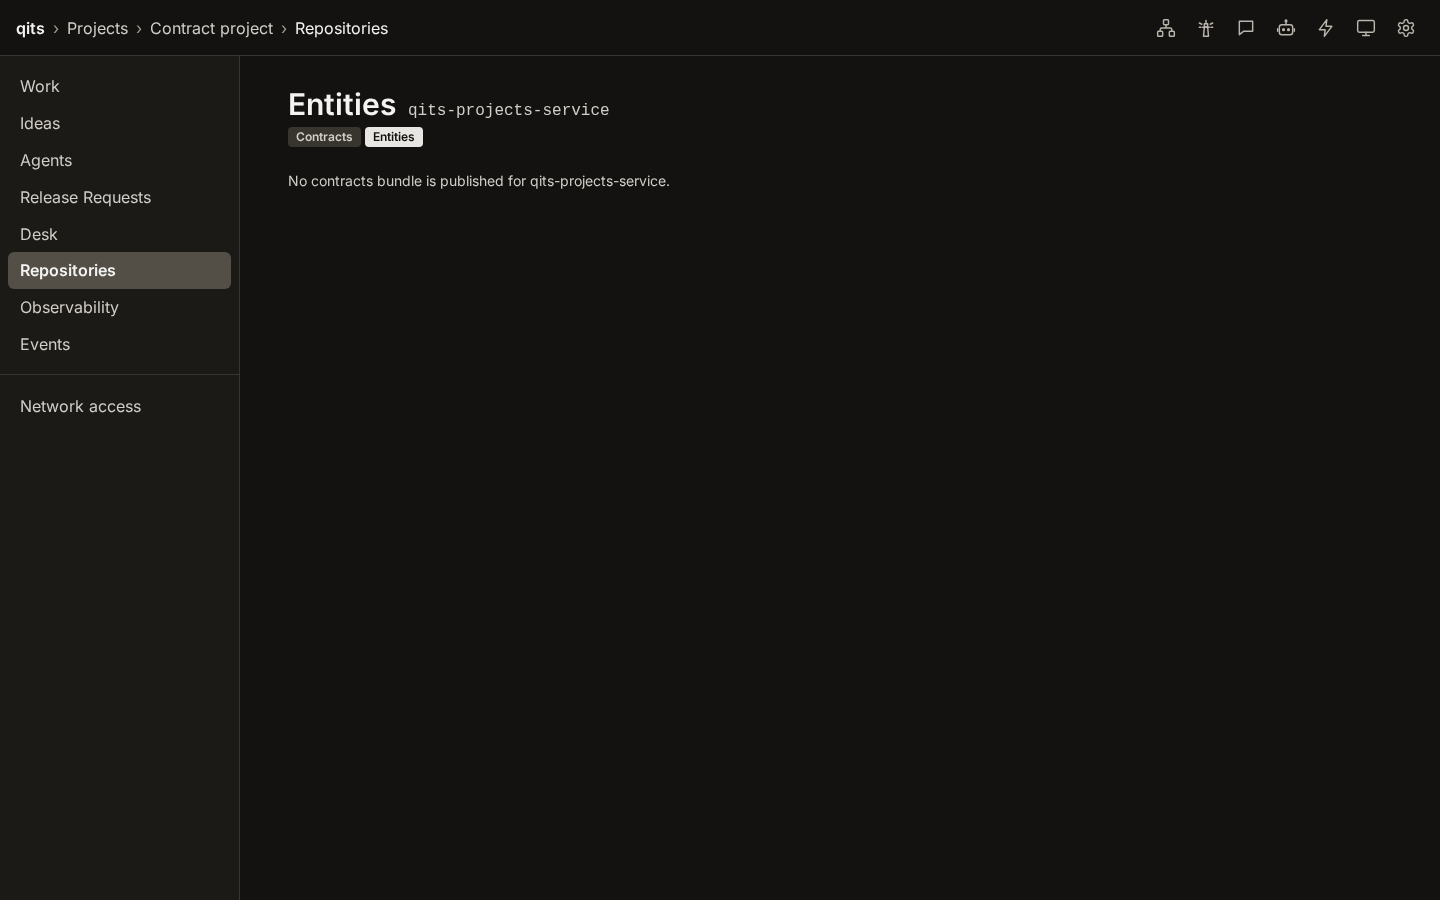 qits › Projects › Contract project › Repositories
Work
Ideas
Agents
Release Requests
Desk
Repositories
Observability
Events
Network access
Entities qits-projects-service
Contracts Entities
No contracts bundle is published for qits-projects-service.